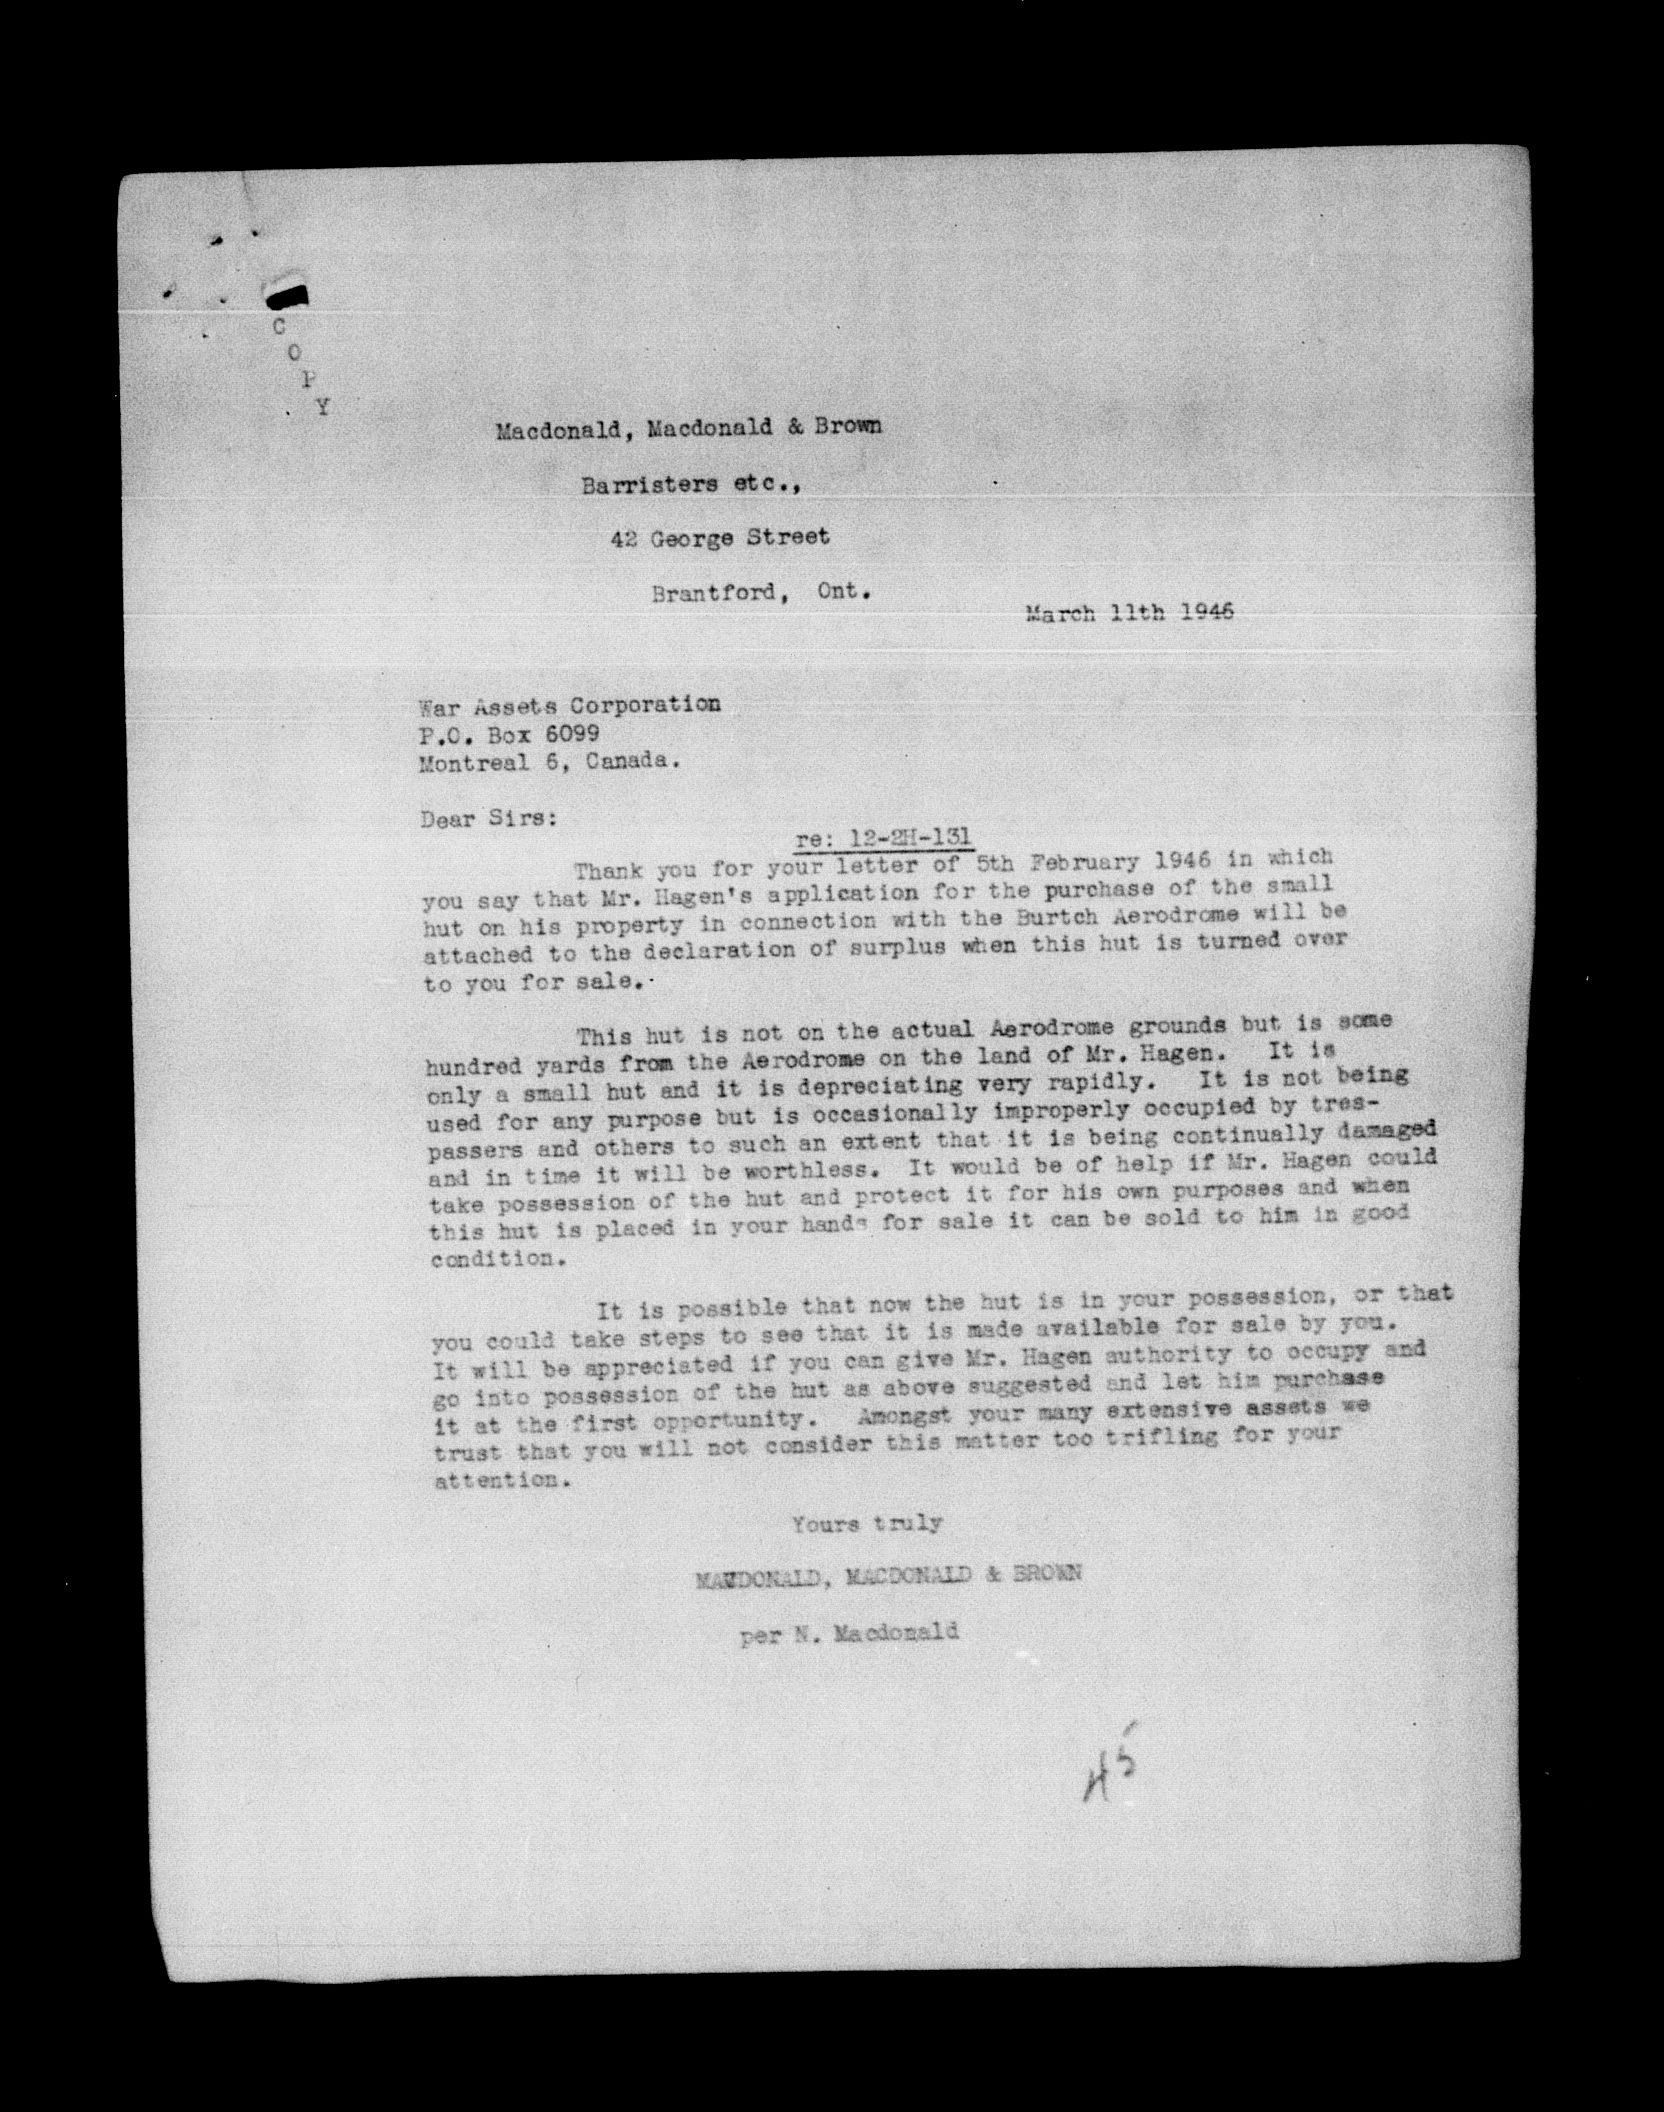 C
O
P
Y
Macdonald, Macdonald & Brown
Barristers etc.,
42 George Street
Brantford, Ont.
March 11th 1946
War Assets Corporation
P.O. Box 6099
Montreal 6, Canada.
Dear Sirs:
re: 12-2H-131
Thank you for your letter of 5th February 1946 in which
you say that Mr. Hagen's application for the purchase of the small
hut on his property in connection with the Burtch Aerodrome will be
attached to the declaration of surplus when this hut is turned over
to you for sale.
This hut is not on the actual Aerodrome grounds but is some
hundred yards from the Aerodrome on the land of Mr. Hagen. It is
only a small hut and it is depreciating very rapidly. It is not being
used for any purpose but is occasionally improperly occupied by tres-
passers and others to such an extent that it is being continually damaged
and in time it will be worthless. It would be of help if Mr. Hagen could
take possession of the hut and protect it for his own purposes and when
this hut is placed in your hands for sale it can be sold to him in good
condition.
It is possible that now the hut is in your possession, or that
you could take steps to see that it is made available for sale by you.
It will be appreciated if you can give Mr. Hagen authority to occupy and
go into possession of the hut as above suggested and let him purchase
it at the first opportunity. Amongst your many extensive assets we
trust that you will not consider this matter too trifling for your
attention.
Yours truly
MACDONALD, MACDONALD & BROWN
per N. Macdonald
45